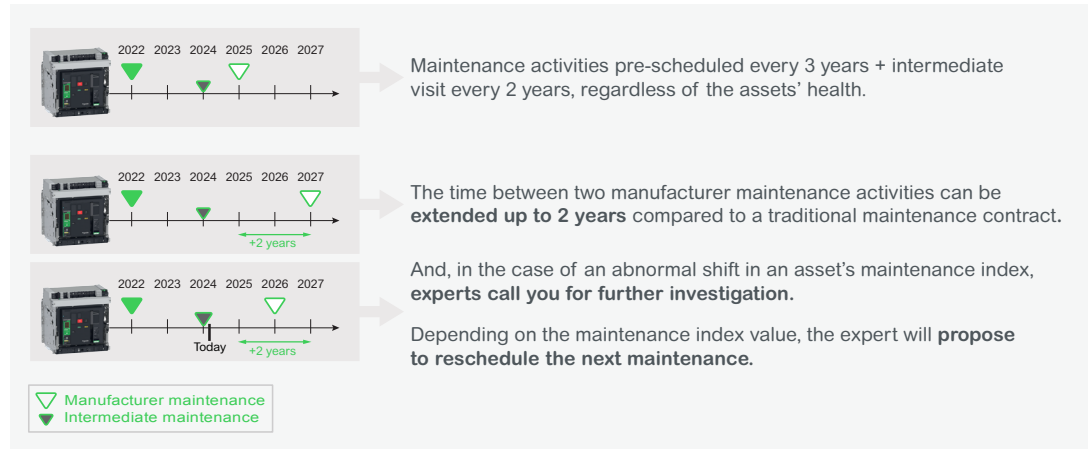 2022 2023 2024 2025 2026 2027
Maintenance activities pre-scheduled every 3 years + intermediate
visit every 2 years, regardless of the assets' health.
2022 2023 2024 2025 2026 2027
+2 years
The time between two manufacturer maintenance activities can be
extended up to 2 years compared to a traditional maintenance contract.
2022 2023 2024 2025 2026 2027
Today
+2 years
And, in the case of an abnormal shift in an asset's maintenance index,
experts call you for further investigation.
Depending on the maintenance index value, the expert will propose
to reschedule the next maintenance.
Manufacturer maintenance
Intermediate maintenance